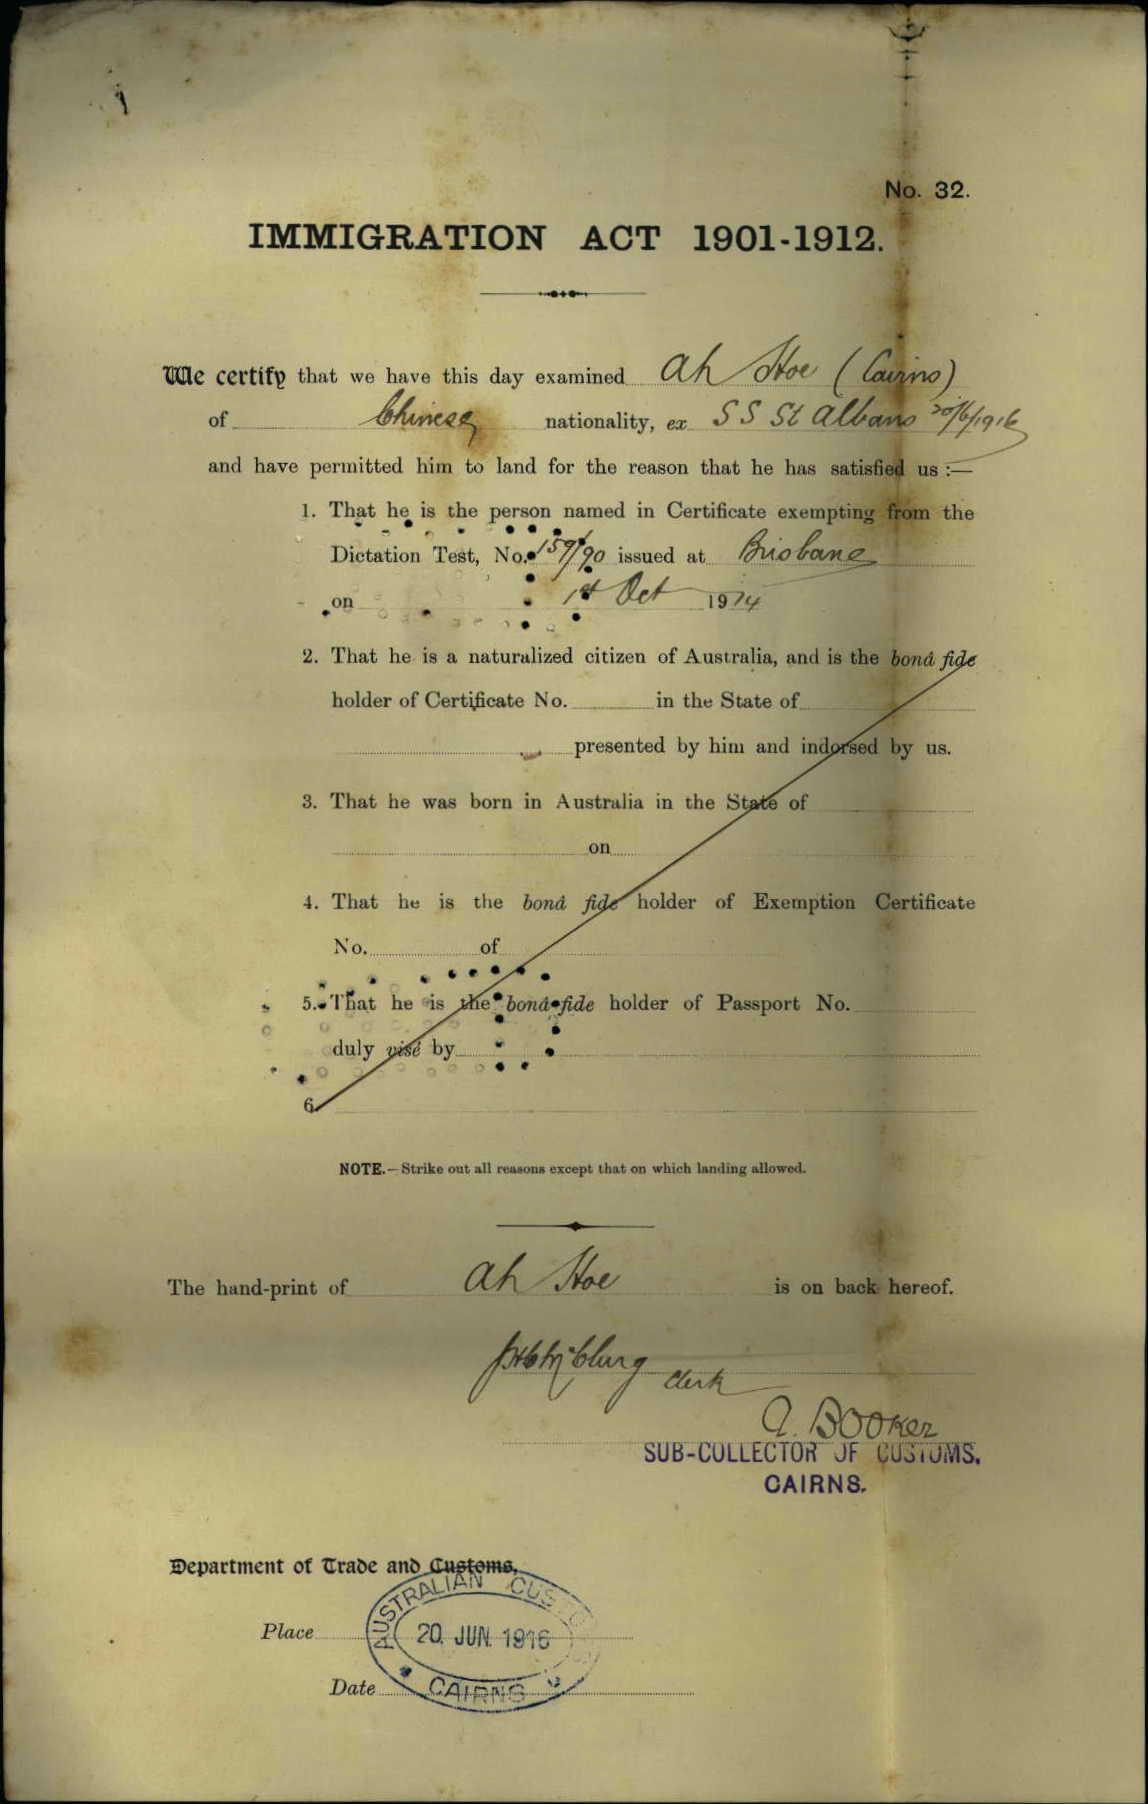 No. 32.
IMMIGRATION ACT 1901-1912.
We certify that we have this day examined Ah Hoe (Cairns)
of Chinese nationality, ex S S St Albans 20/6/1916
and have permitted him to land for the reason that he has satisfied us :—
1. That he is the person named in Certificate exempting from the
Dictation Test, No. 159/90 issued at Brisbane
on 1st Oct 1914
2. That he is a naturalized citizen of Australia, and is the bonâ fide
holder of Certificate No. in the State of
presented by him and indorsed by us.
3. That he was born in Australia in the State of
on
4. That he is the bonâ fide holder of Exemption Certificate
No. of
5. That he is the bonâ fide holder of Passport No.
duly visé by
6.
NOTE.—Strike out all reasons except that on which landing allowed.
The hand-print of Ah Hoe is on back hereof.
Clerk
A. BOOKER
SUB-COLLECTOR OF CUSTOMS.
CAIRNS.
Department of Trade and Customs,
AUSTRALIAN CUSTOMS
Place
20. JUN. 1916
Date
CAIRNS